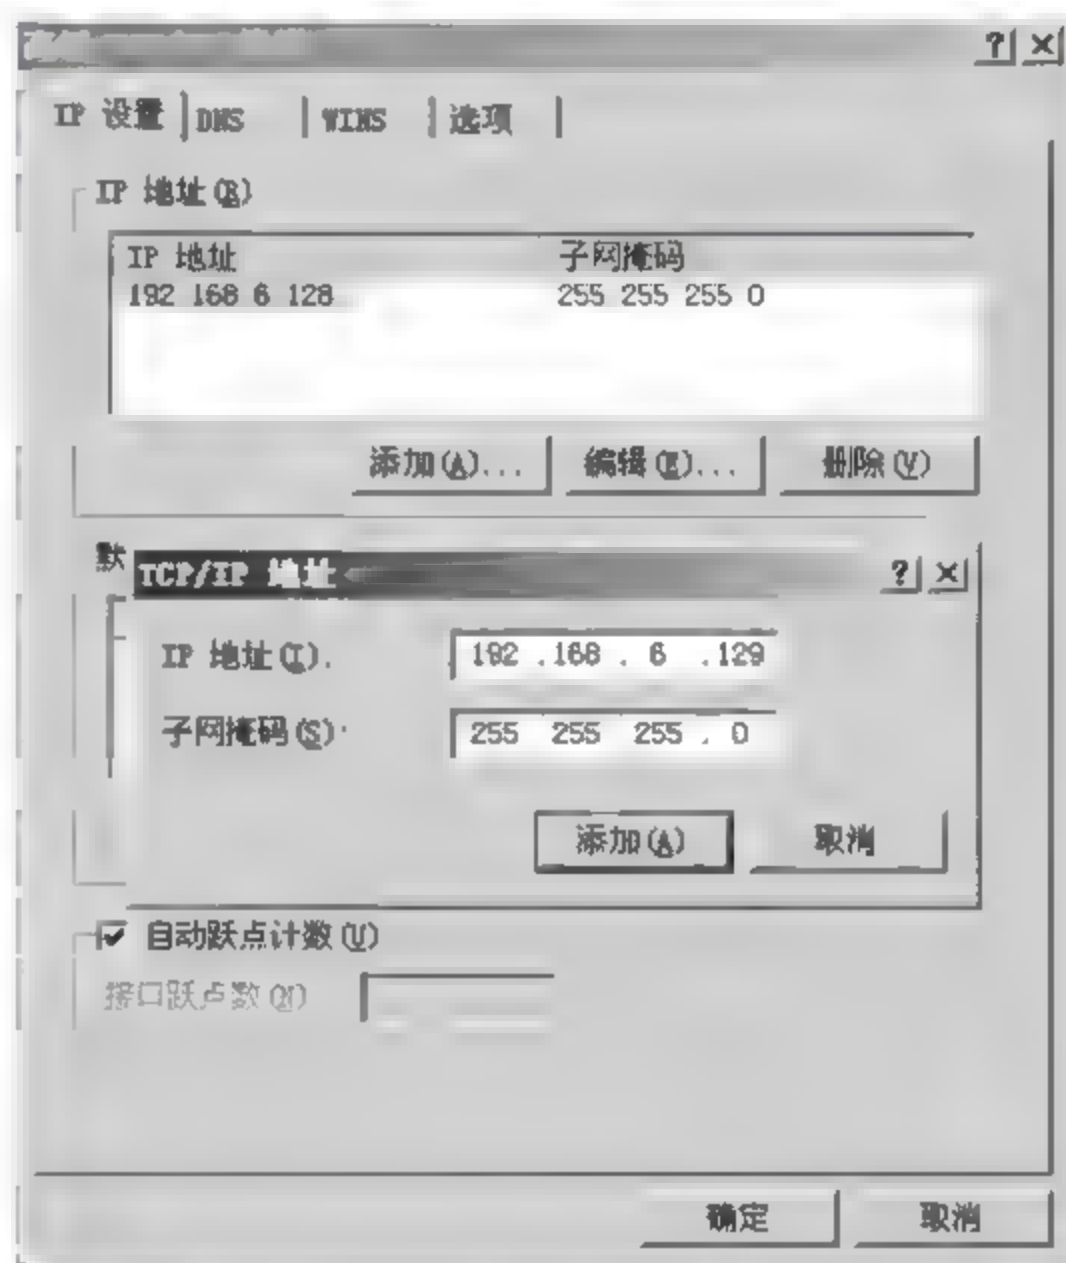 IP 设置 DNS WINS 选项
IP 地址(R)
IP 地址 子网掩码
192 168 6 128 255 255 255 0
添加(A)... 编辑(E)... 删除(V)
默
TCP/IP 地址
IP 地址(I).
192 .168 . 6 .129
子网掩码(S):
255 255 255 . 0
添加(A) 取消
自动跃点计数(U)
接口跃点数(N)
确定 取消